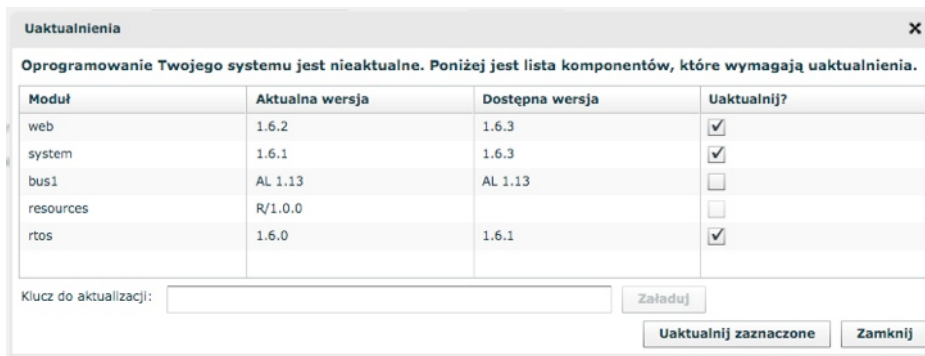 Uaktualnienia
Oprogramowanie Twojego systemu jest nieaktualne. Poniżej jest lista komponentów, które wymagają uaktualnienia.
Moduł Aktualna wersja Dostępna wersja Uaktualnij?
web 1.6.2 1.6.3
system 1.6.1 1.6.3
bus1 AL 1.13 AL 1.13
resources R/1.0.0
rtos 1.6.0 1.6.1
Klucz do aktualizacji: Załaduj
Uaktualnij zaznaczone Zamknij